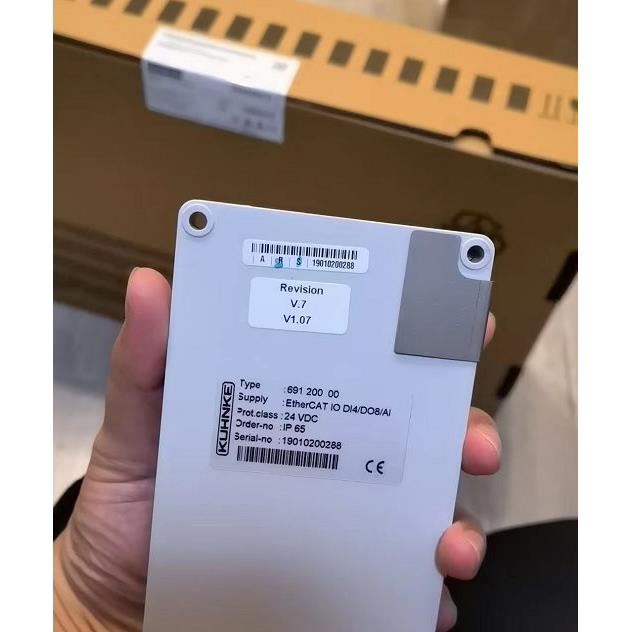 A R S 19010200288
Revision
V.7
V1.07
KUHNKE
Type :691 200 00
Supply :EtherCAT IO DI4/DO8/AI
Prot.class :24 VDC
Order-no :IP 65
Serial-no :19010200288
CE